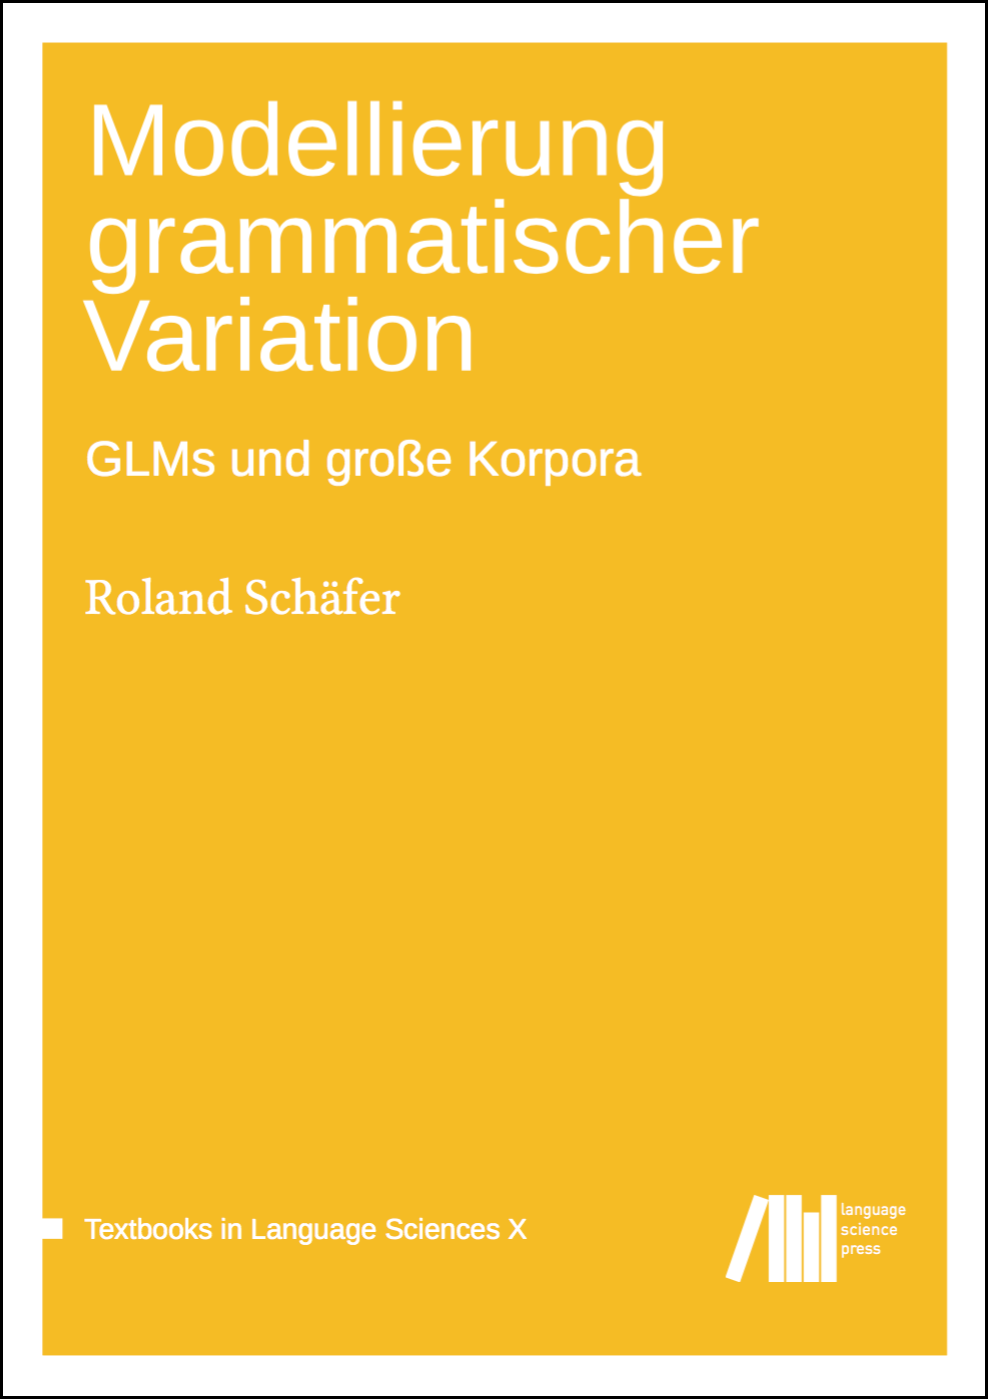 Modellierung
grammatischer
Variation
GLMs und große Korpora
Roland Schäfer
Textbooks in Language Sciences X
language
science
press